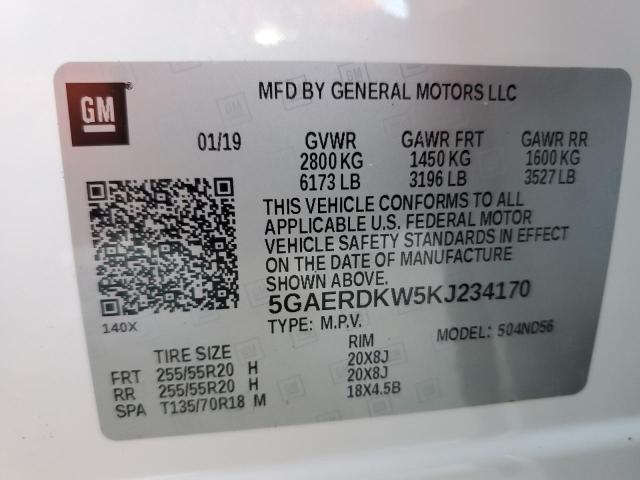 GM
MFD BY GENERAL MOTORS LLC
01/19 GVWR GAWR FRT GAWR RR
2800 KG 1450 KG 1600 KG
6173 LB 3196 LB 3527 LB
THIS VEHICLE CONFORMS TO ALL
APPLICABLE U.S. FEDERAL MOTOR
VEHICLE SAFETY STANDARDS IN EFFECT
ON THE DATE OF MANUFACTURE
SHOWN ABOVE.
5GAERDKW5KJ234170
140X
TYPE: M.P.V. MODEL: 504ND56
TIRE SIZE RIM
FRT 255/55R20 H 20X8J
RR 255/55R20 H 20X8J
SPA T135/70R18 M 18X4.5B